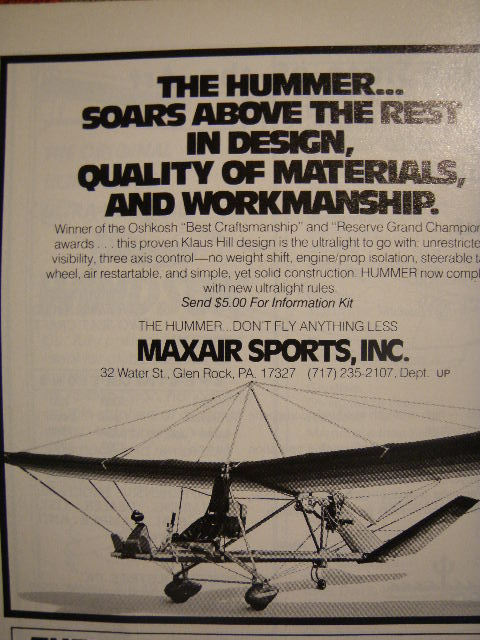 THE HUMMER...
SOARS ABOVE THE REST
IN DESIGN,
QUALITY OF MATERIALS,
AND WORKMANSHIP.
Winner of the Oshkosh "Best Craftsmanship" and "Reserve Grand Champion
awards . . . this proven Klaus Hill design is the ultralight to go with: unrestricte
visibility, three axis control—no weight shift, engine/prop isolation, steerable ta
wheel, air restartable, and simple, yet solid construction. HUMMER now compl
with new ultralight rules.
Send $5.00 For Information Kit
THE HUMMER...DON'T FLY ANYTHING LESS
MAXAIR SPORTS, INC.
32 Water St., Glen Rock, PA. 17327 (717) 235-2107, Dept. UP